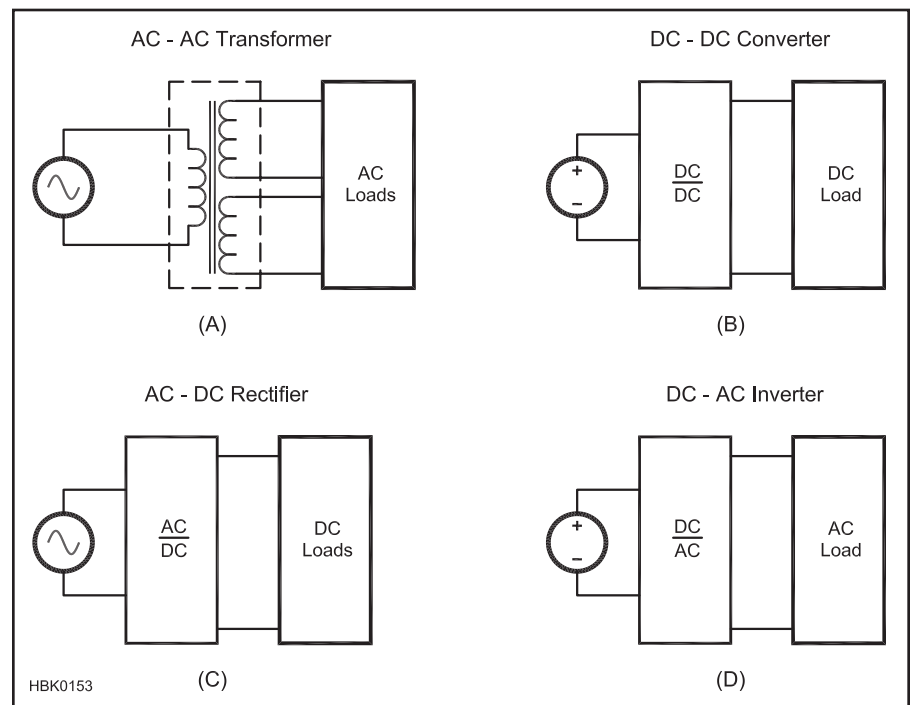 AC - AC Transformer
AC
Loads
(A)
DC - DC Converter
+
–
DC
DC
DC
Load
(B)
AC - DC Rectifier
AC
DC
DC
Loads
(C)
DC - AC Inverter
+
–
DC
AC
AC
Load
(D)
HBK0153